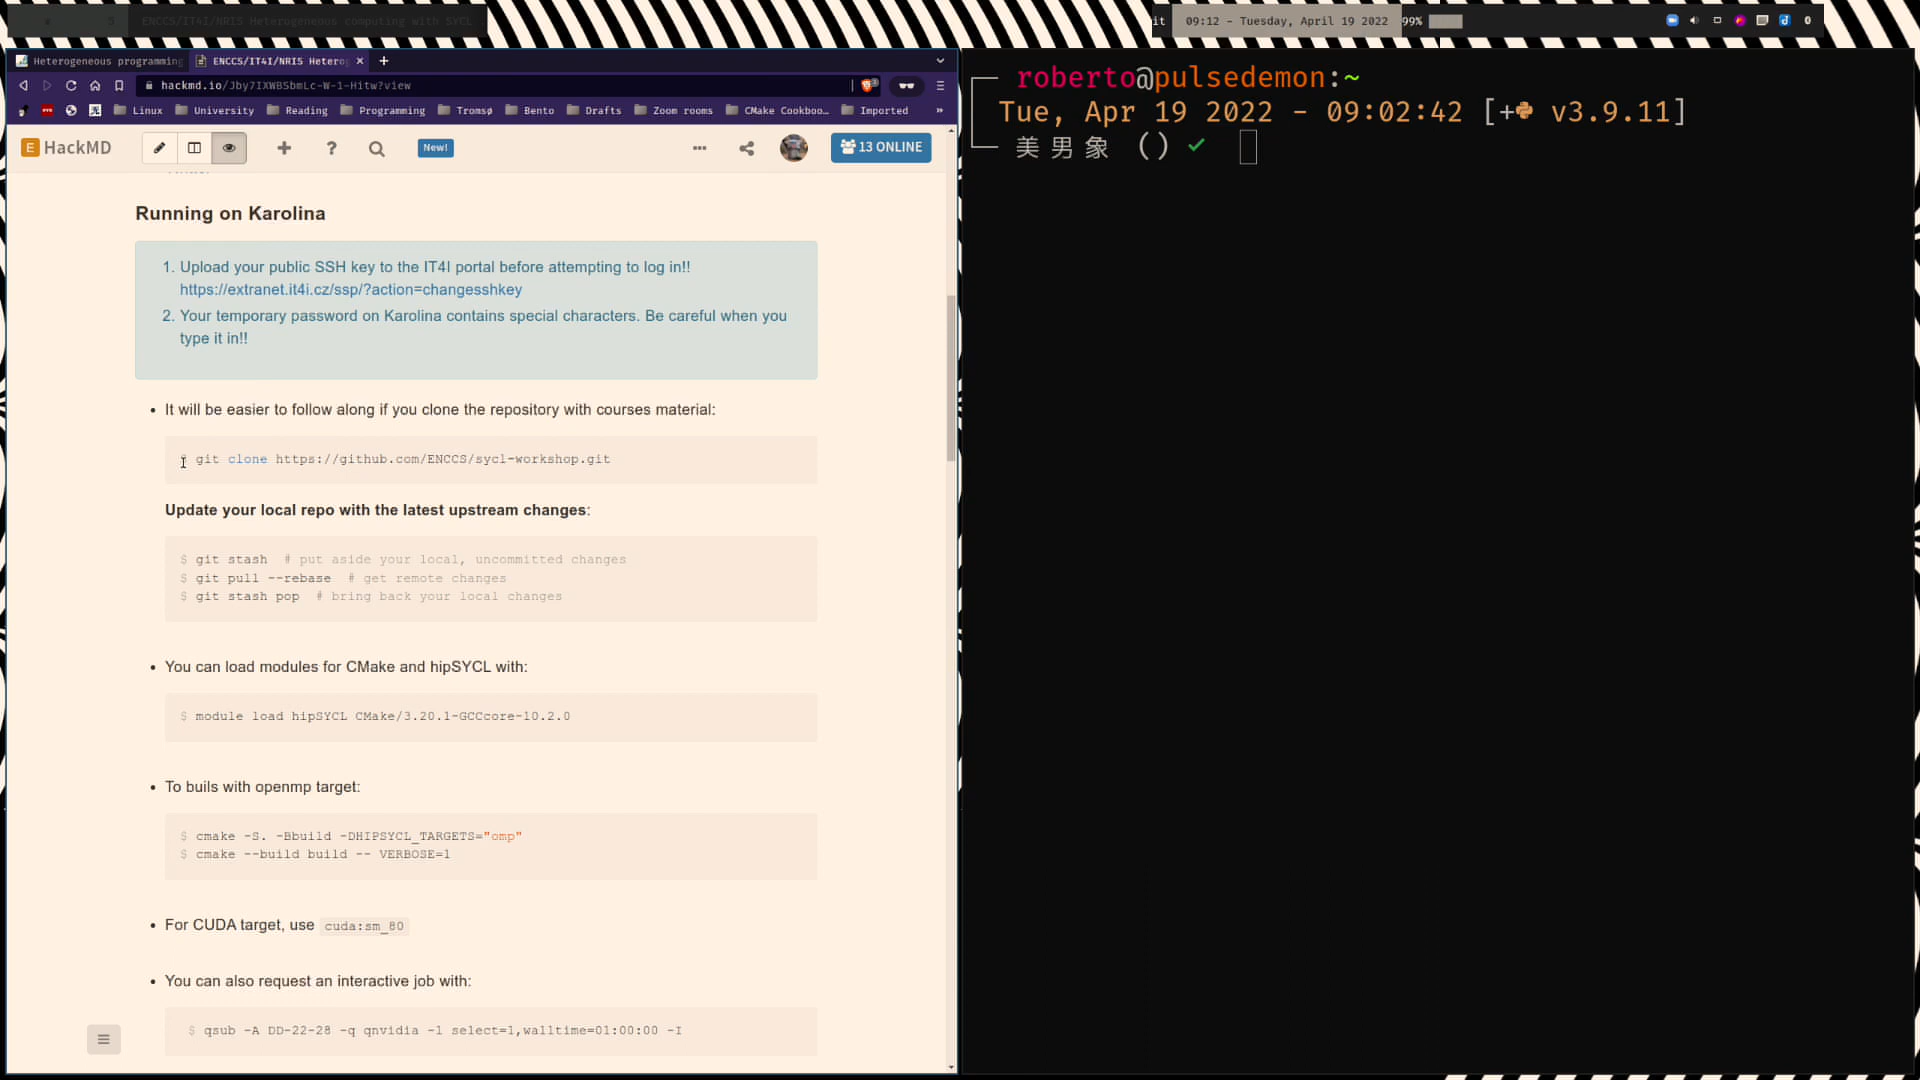 5 ENCCS/IT4I/NRIS Heterogeneous computing with SYCL
it 09:12 - Tuesday, April 19 2022 99% 0
Heterogeneous programming
ENCCS/IT4I/NRIS Heterog
hackmd.io/Jby7IXWBSbmLc-W-1-Hitw?view
Linux University Reading Programming Tromsø Bento Drafts Zoom rooms CMake Cookboo… Imported »
HackMD
New!
13 ONLINE
Running on Karolina
1. Upload your public SSH key to the IT4I portal before attempting to log in!!
https://extranet.it4i.cz/ssp/?action=changesshkey
2. Your temporary password on Karolina contains special characters. Be careful when you
type it in!!
• It will be easier to follow along if you clone the repository with courses material:
$ git clone https://github.com/ENCCS/sycl-workshop.git
Update your local repo with the latest upstream changes:
$ git stash # put aside your local, uncommitted changes
$ git pull --rebase # get remote changes
$ git stash pop # bring back your local changes
• You can load modules for CMake and hipSYCL with:
$ module load hipSYCL CMake/3.20.1-GCCcore-10.2.0
• To buils with openmp target:
$ cmake -S. -Bbuild -DHIPSYCL_TARGETS="omp"
$ cmake --build build -- VERBOSE=1
• For CUDA target, use cuda:sm_80
• You can also request an interactive job with:
$ qsub -A DD-22-28 -q qnvidia -l select=1,walltime=01:00:00 -I
roberto@pulsedemon:~
Tue, Apr 19 2022 - 09:02:42 [+ v3.9.11]
美男象 () ✓